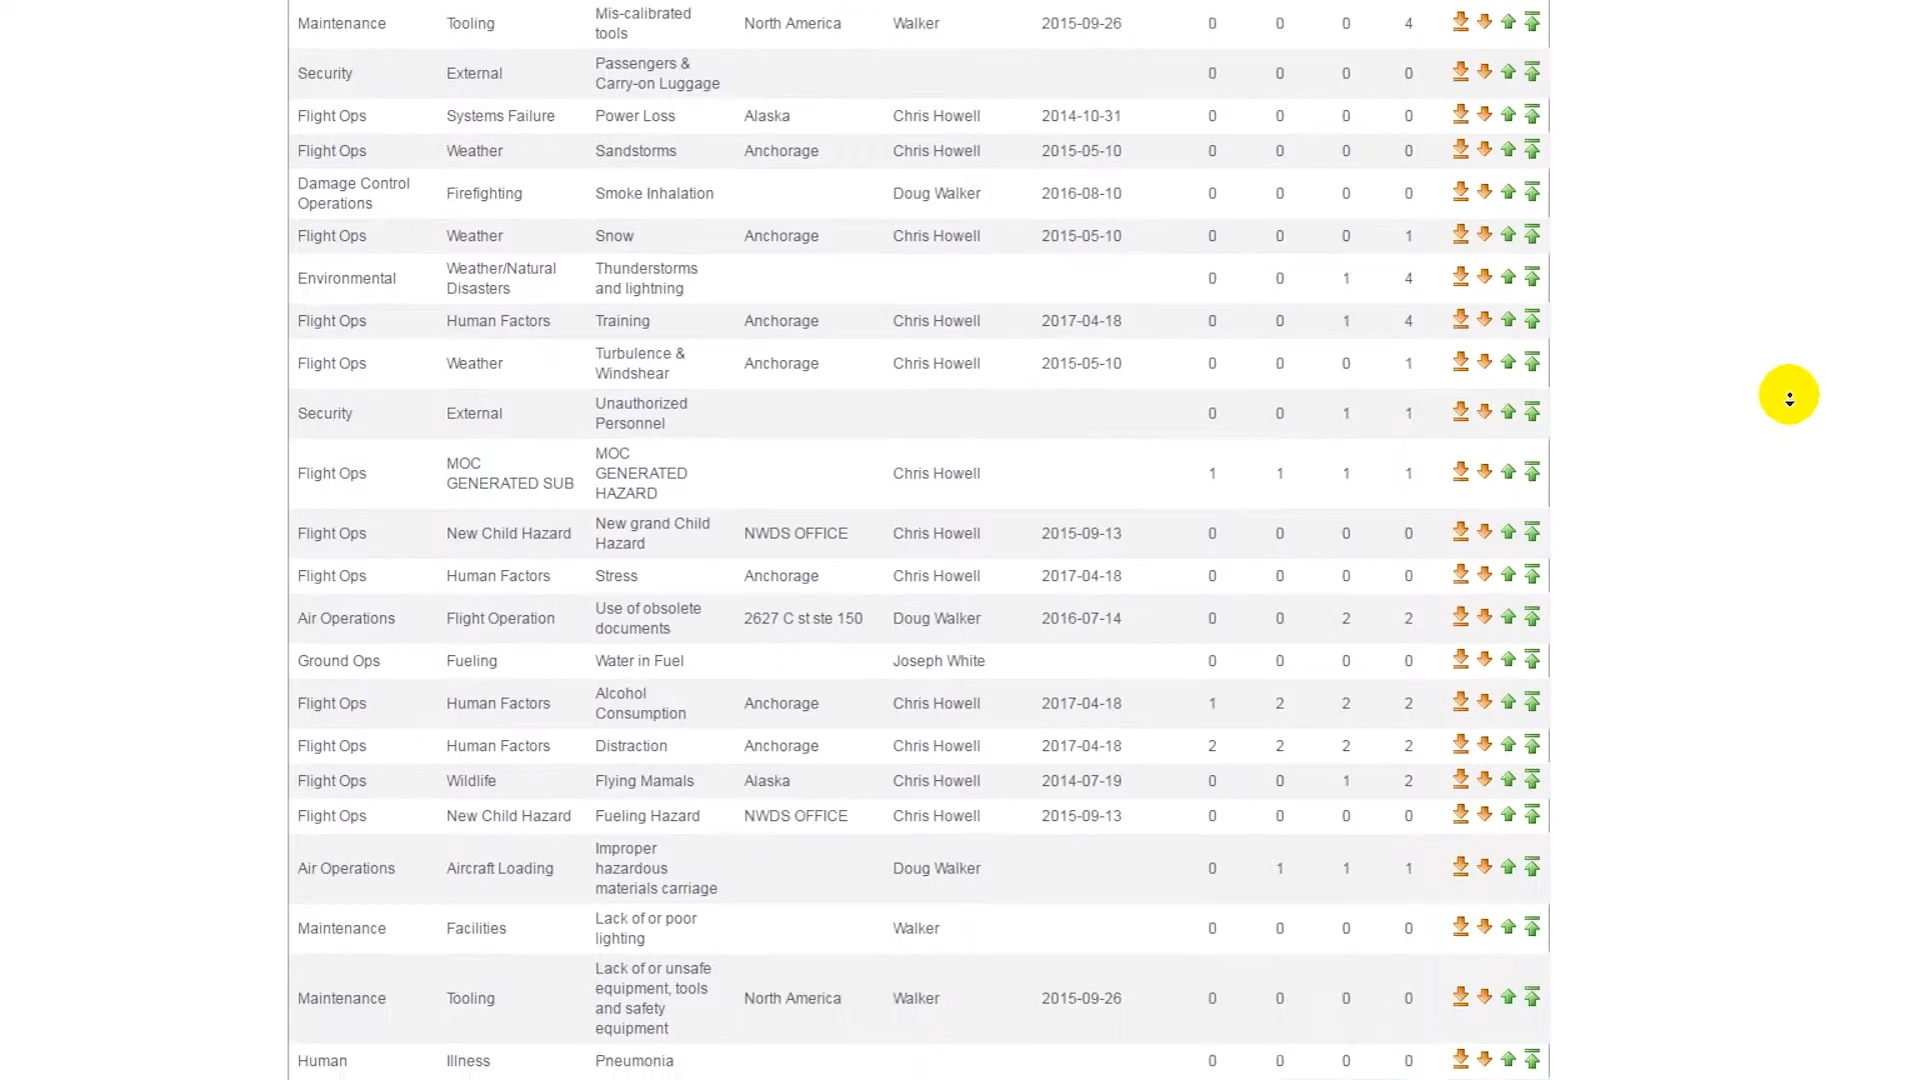 Maintenance Tooling Mis-calibrated tools North America Walker 2015-09-26 0 0 0 4
Security External Passengers & Carry-on Luggage 0 0 0 0
Flight Ops Systems Failure Power Loss Alaska Chris Howell 2014-10-31 0 0 0 0
Flight Ops Weather Sandstorms Anchorage Chris Howell 2015-05-10 0 0 0 0
Damage Control Operations Firefighting Smoke Inhalation Doug Walker 2016-08-10 0 0 0 0
Flight Ops Weather Snow Anchorage Chris Howell 2015-05-10 0 0 0 1
Environmental Weather/Natural Disasters Thunderstorms and lightning 0 0 1 4
Flight Ops Human Factors Training Anchorage Chris Howell 2017-04-18 0 0 1 4
Flight Ops Weather Turbulence & Windshear Anchorage Chris Howell 2015-05-10 0 0 0 1
Security External Unauthorized Personnel 0 0 1 1
Flight Ops MOC GENERATED SUB MOC GENERATED HAZARD Chris Howell 1 1 1 1
Flight Ops New Child Hazard New grand Child Hazard NWDS OFFICE Chris Howell 2015-09-13 0 0 0 0
Flight Ops Human Factors Stress Anchorage Chris Howell 2017-04-18 0 0 0 0
Air Operations Flight Operation Use of obsolete documents 2627 C st ste 150 Doug Walker 2016-07-14 0 0 2 2
Ground Ops Fueling Water in Fuel Joseph White 0 0 0 0
Flight Ops Human Factors Alcohol Consumption Anchorage Chris Howell 2017-04-18 1 2 2 2
Flight Ops Human Factors Distraction Anchorage Chris Howell 2017-04-18 2 2 2 2
Flight Ops Wildlife Flying Mamals Alaska Chris Howell 2014-07-19 0 0 1 2
Flight Ops New Child Hazard Fueling Hazard NWDS OFFICE Chris Howell 2015-09-13 0 0 0 0
Air Operations Aircraft Loading Improper hazardous materials carriage Doug Walker 0 1 1 1
Maintenance Facilities Lack of or poor lighting Walker 0 0 0 0
Maintenance Tooling Lack of or unsafe equipment, tools and safety equipment North America Walker 2015-09-26 0 0 0 0
Human Illness Pneumonia 0 0 0 0